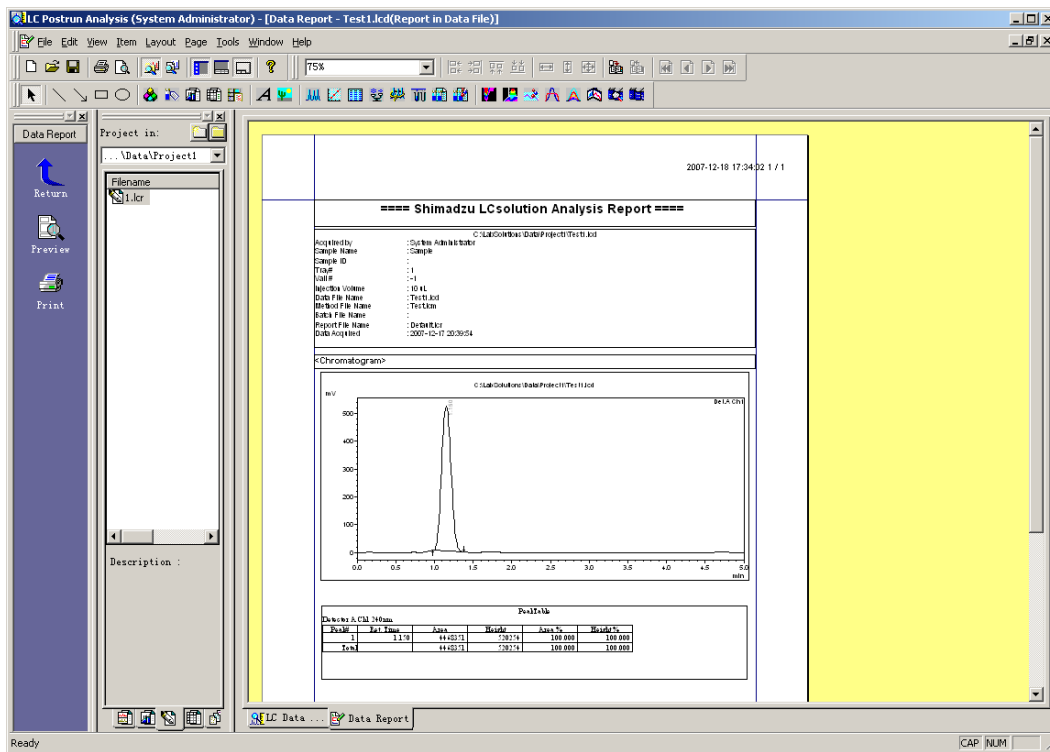 LC Postrun Analysis (System Administrator) - [Data Report - Test1.lcd(Report in Data File)]
File Edit View Item Layout Page Tools Window Help
75%
Data Report
Return
Preview
Print
Project in:
...\Data\Project1
Filename
1.lcr
Description :
2007-12-18 17:34:02 1 / 1
==== Shimadzu LCsolution Analysis Report ====
C:\LabSolutions\Data\Project1\Test1.lcd
Acquired by : System Administrator
Sample Name : Sample
Sample ID :
Tray# : 1
Vail # : -1
Injection Volume : 10 uL
Data File Name : Test1.lcd
Method File Name : Test.lcm
Batch File Name :
Report File Name : Default.lcr
Data Acquired : 2007-12-17 20:39:54
<Chromatogram>
C:\LabSolutions\Data\Project1\Test1.lcd
mV
Det.A Ch1
500
400
300
200
100
0
0.0 0.5 1.0 1.5 2.0 2.5 3.0 3.5 4.0 4.5 5.0
min
PeakTable
Detector A Ch1 240nm
Peak# Ret. Time Area Height Area % Height %
1 1.150 4468351 520256 100.000 100.000
Total 4468351 520256 100.000 100.000
LC Data ... Data Report
Ready
CAP NUM